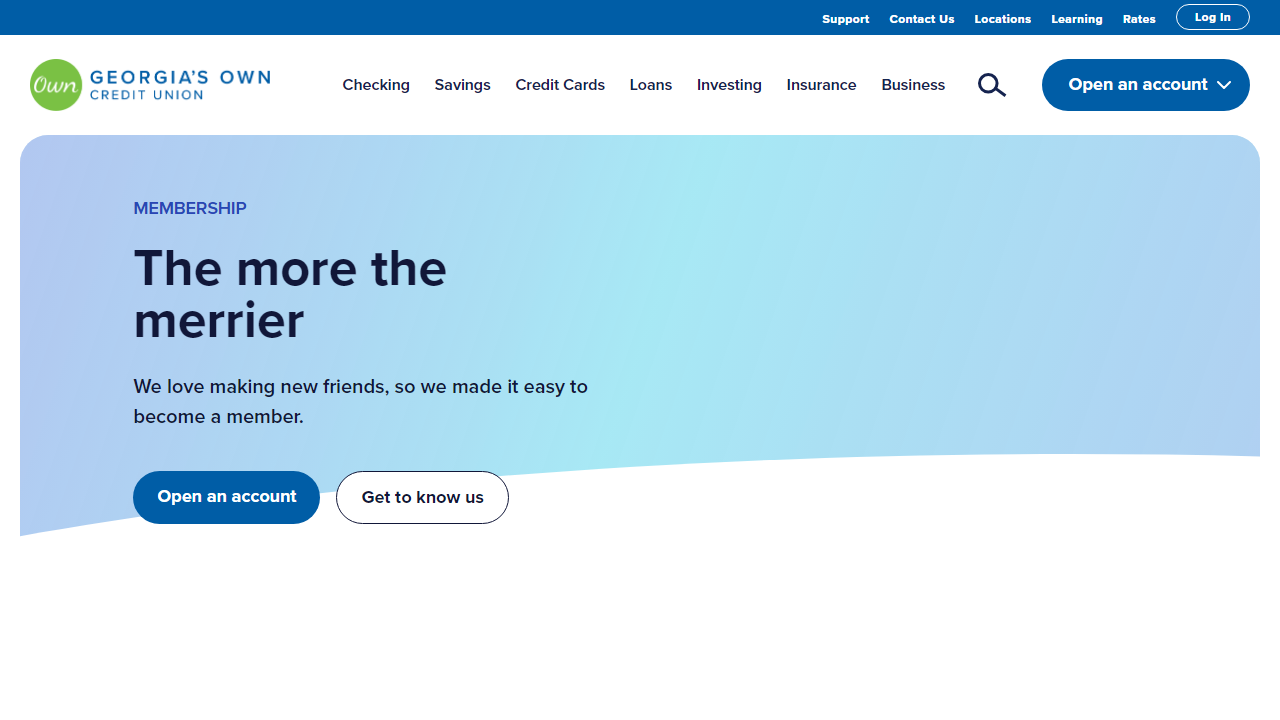 Support Contact Us Locations Learning Rates Log In
Own GEORGIA'S OWN
CREDIT UNION
Checking Savings Credit Cards Loans Investing Insurance Business Open an account
MEMBERSHIP
The more the
merrier
We love making new friends, so we made it easy to
become a member.
Open an account Get to know us